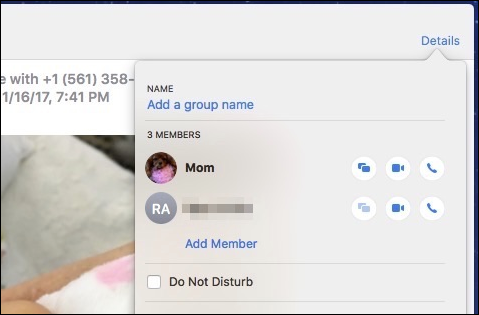 Details
e with +1 (561) 358-
1/16/17, 7:41 PM
NAME
Add a group name
3 MEMBERS
Mom
RA
Add Member
Do Not Disturb